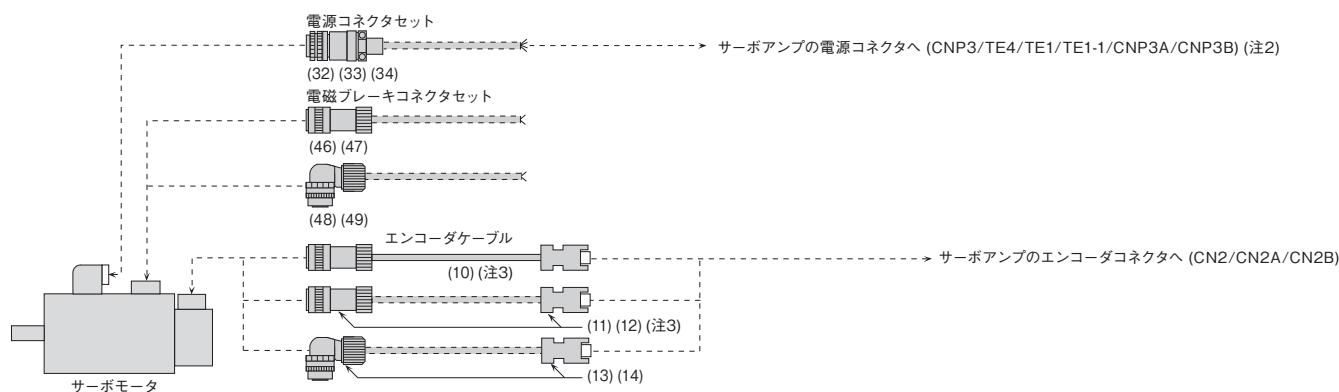 電源コネクタセット
サーボアンプの電源コネクタへ (CNP3/TE4/TE1/TE1-1/CNP3A/CNP3B) (注2)
(32) (33) (34)
電磁ブレーキコネクタセット
(46) (47)
(48) (49)
エンコーダケーブル
サーボアンプのエンコーダコネクタへ (CN2/CN2A/CN2B)
(10) (注3)
(11) (12) (注3)
(13) (14)
サーボモータ